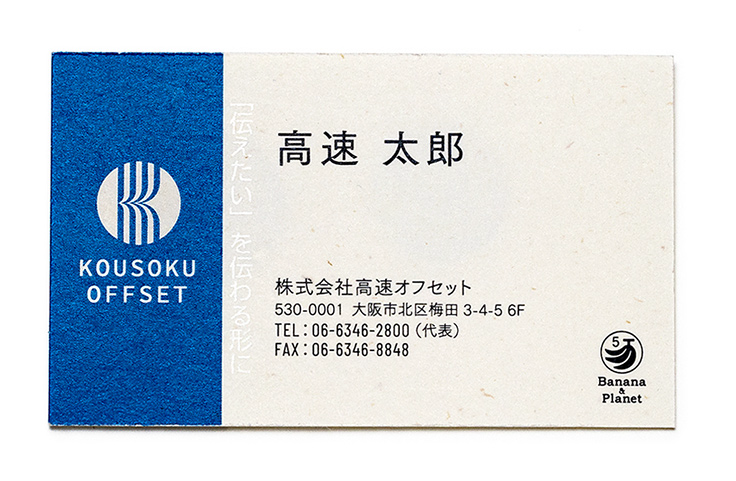 KOUSOKU
OFFSET
「伝えたい」を伝わる形に
高速 太郎
株式会社高速オフセット
530-0001 大阪市北区梅田 3-4-5 6F
TEL：06-6346-2800（代表）
FAX：06-6346-8848
5
Banana
&
Planet